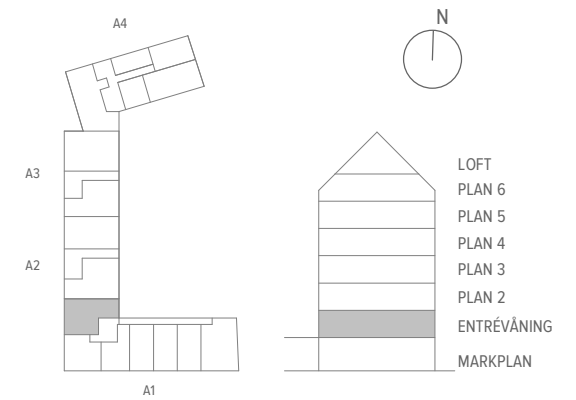 A4
N
A3
A2
A1
LOFT
PLAN 6
PLAN 5
PLAN 4
PLAN 3
PLAN 2
ENTRÉVÅNING
MARKPLAN